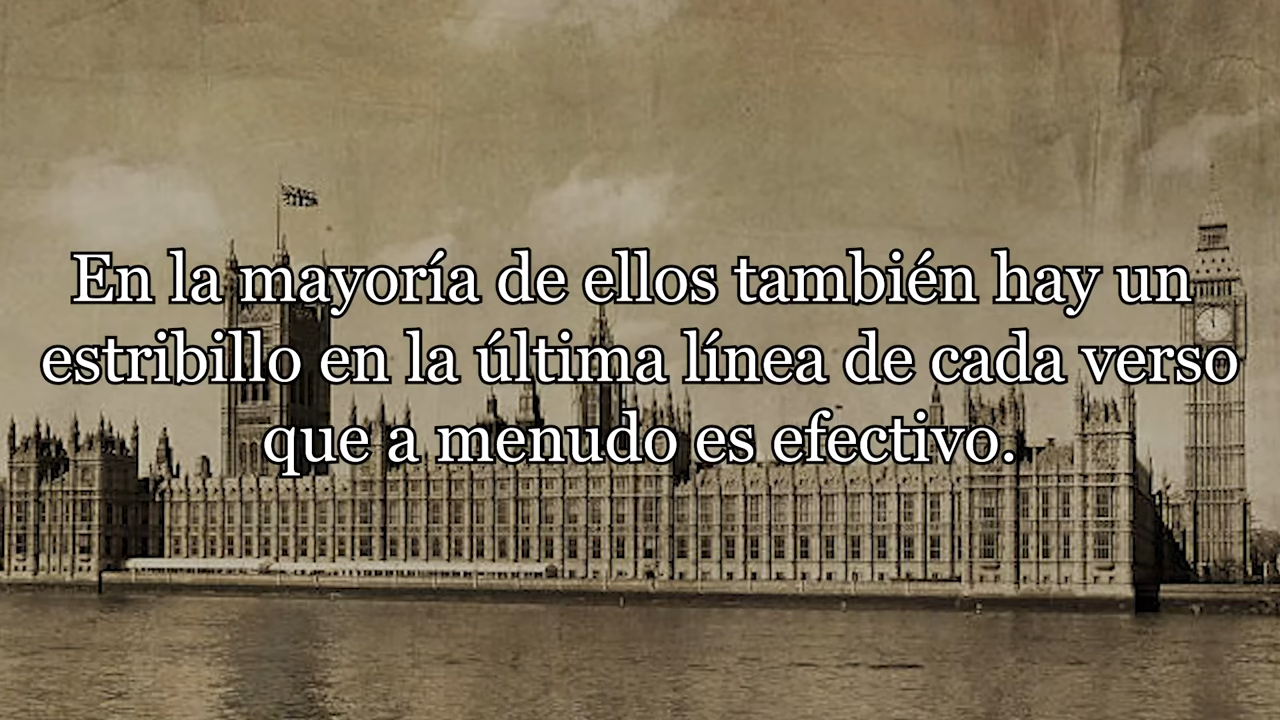 En la mayoría de ellos también hay un
estribillo en la última línea de cada verso
que a menudo es efectivo.